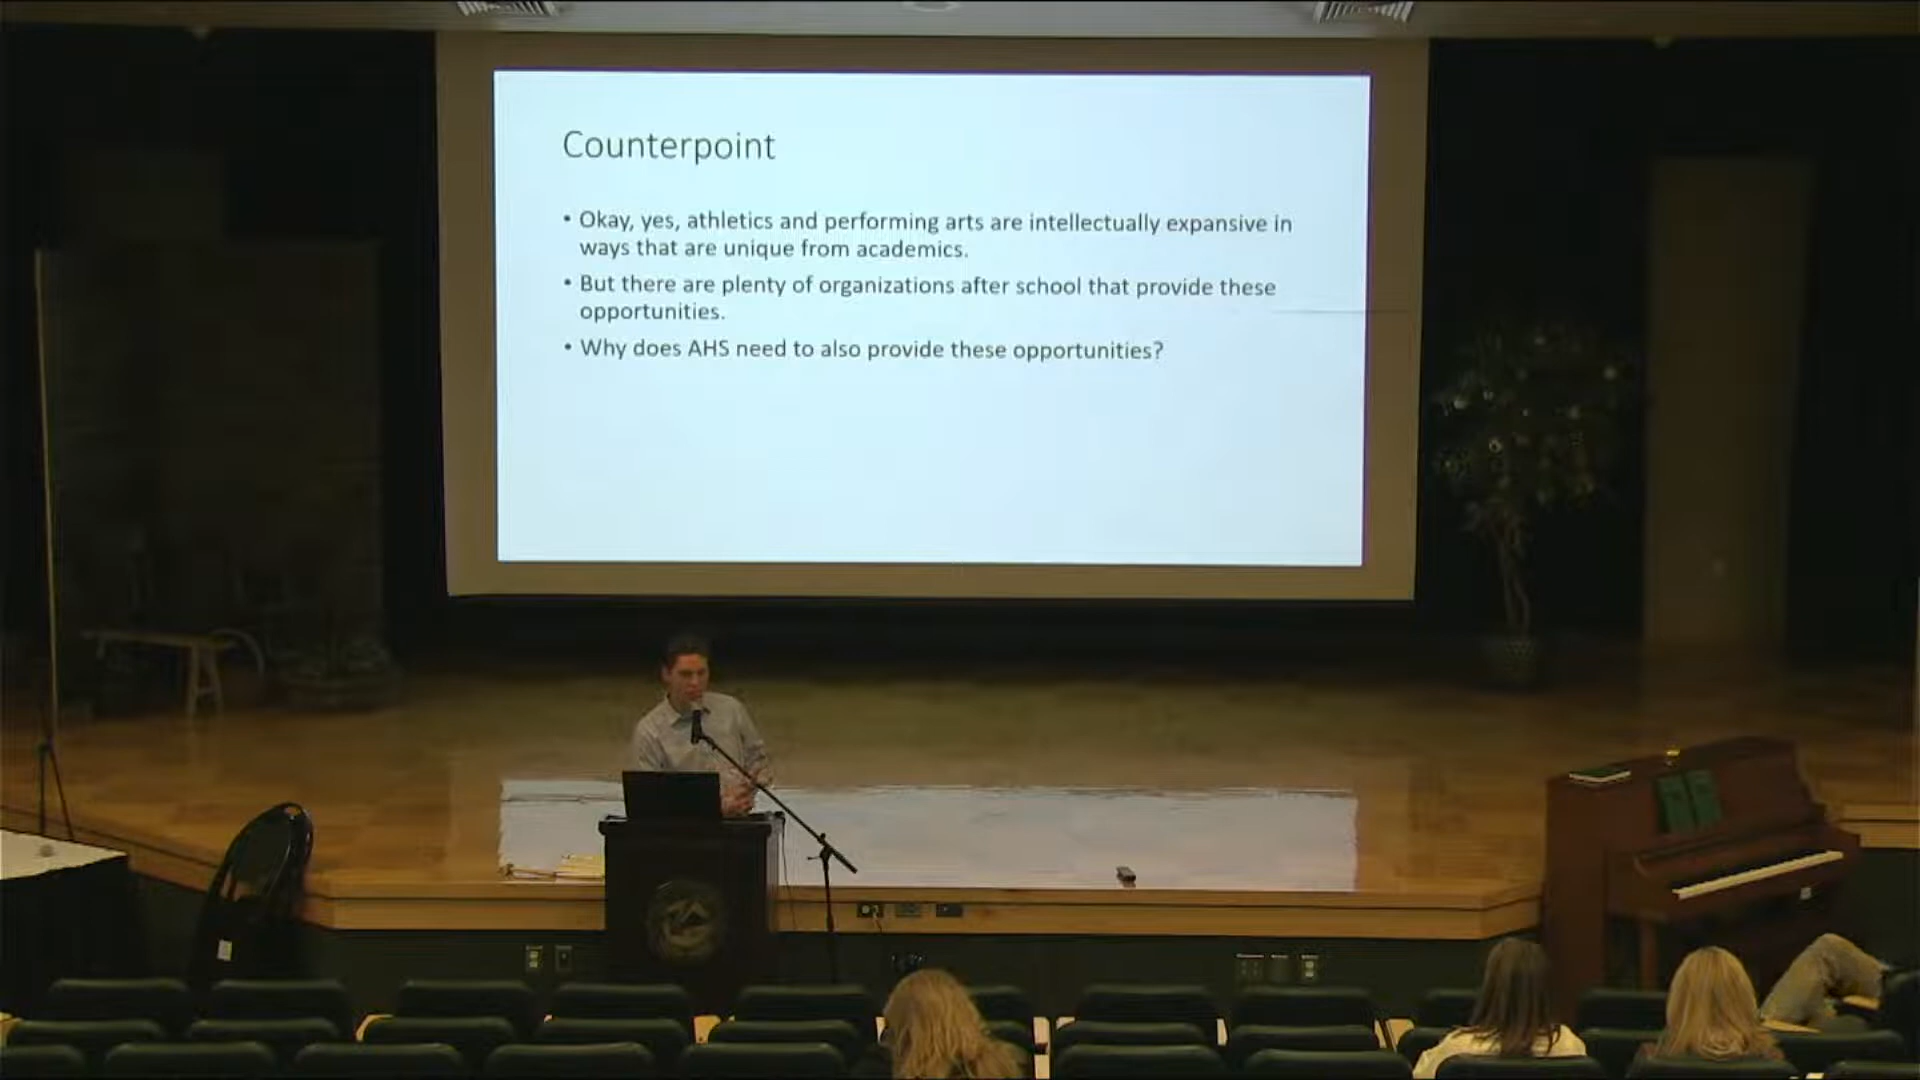 Counterpoint
• Okay, yes, athletics and performing arts are intellectually expansive in
ways that are unique from academics.
• But there are plenty of organizations after school that provide these
opportunities.
• Why does AHS need to also provide these opportunities?